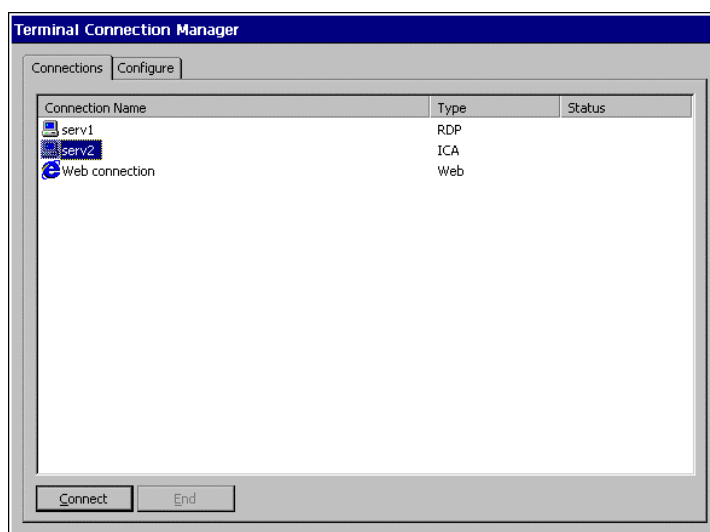 Terminal Connection Manager
Connections Configure
Connection Name Type Status
serv1 RDP
serv2 ICA
Web connection Web
Connect End